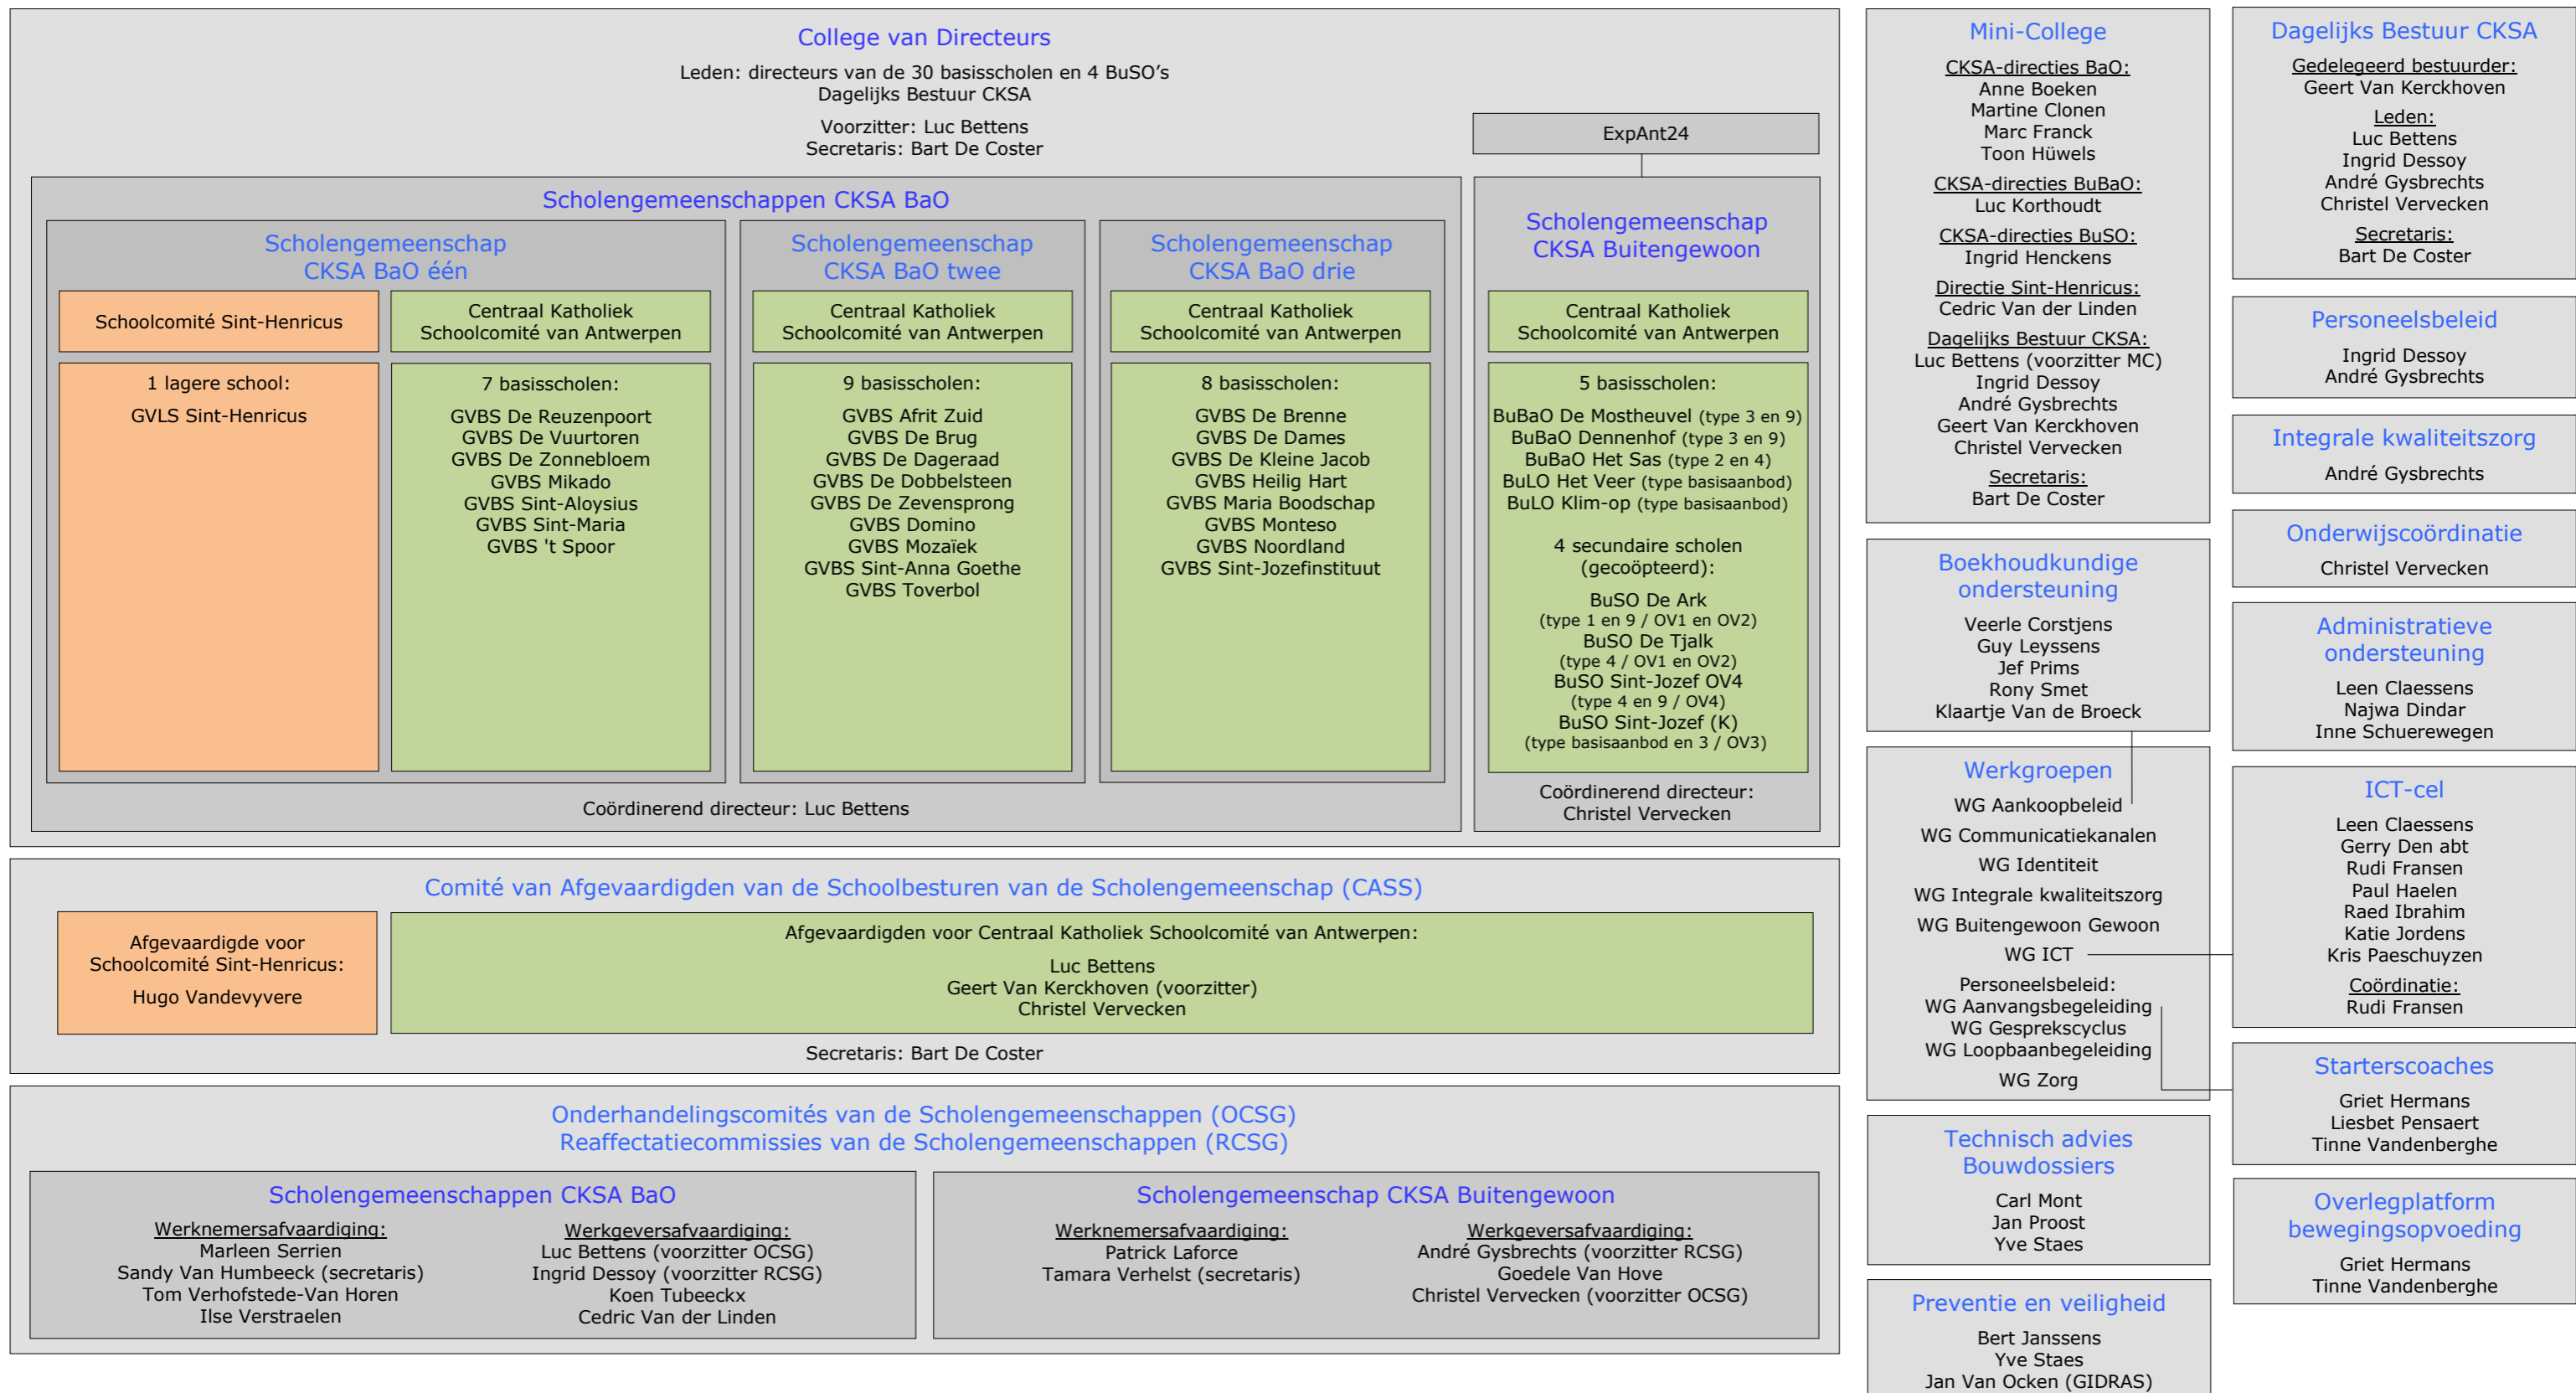 College van Directeurs
Leden: directeurs van de 30 basisscholen en 4 BuSO's
Dagelijks Bestuur CKSA
Voorzitter: Luc Bettens
Secretaris: Bart De Coster
ExpAnt24
Scholengemeenschappen CKSA BaO
Scholengemeenschap
CKSA BaO één
Schoolcomité Sint-Henricus
1 lagere school:
GVLS Sint-Henricus
Centraal Katholiek
Schoolcomité van Antwerpen
7 basisscholen:
GVBS De Reuzenpoort
GVBS De Vuurtoren
GVBS De Zonnebloem
GVBS Mikado
GVBS Sint-Aloysius
GVBS Sint-Maria
GVBS 't Spoor
Scholengemeenschap
CKSA BaO twee
Centraal Katholiek
Schoolcomité van Antwerpen
9 basisscholen:
GVBS Afrit Zuid
GVBS De Brug
GVBS De Dageraad
GVBS De Dobbelsteen
GVBS De Zevensprong
GVBS Domino
GVBS Mozaïek
GVBS Sint-Anna Goethe
GVBS Toverbol
Scholengemeenschap
CKSA BaO drie
Centraal Katholiek
Schoolcomité van Antwerpen
8 basisscholen:
GVBS De Brenne
GVBS De Dames
GVBS De Kleine Jacob
GVBS Heilig Hart
GVBS Maria Boodschap
GVBS Monteso
GVBS Noordland
GVBS Sint-Jozefinstituut
Coördinerend directeur: Luc Bettens
Scholengemeenschap
CKSA Buitengewoon
Centraal Katholiek
Schoolcomité van Antwerpen
5 basisscholen:
BuBaO De Mostheuvel (type 3 en 9)
BuBaO Dennenhof (type 3 en 9)
BuBaO Het Sas (type 2 en 4)
BuLO Het Veer (type basisaanbod)
BuLO Klim-op (type basisaanbod)
4 secundaire scholen
(gecoöpteerd):
BuSO De Ark
(type 1 en 9 / OV1 en OV2)
BuSO De Tjalk
(type 4 / OV1 en OV2)
BuSO Sint-Jozef OV4
(type 4 en 9 / OV4)
BuSO Sint-Jozef (K)
(type basisaanbod en 3 / OV3)
Coördinerend directeur:
Christel Vervecken
Comité van Afgevaardigden van de Schoolbesturen van de Scholengemeenschap (CASS)
Afgevaardigde voor
Schoolcomité Sint-Henricus:
Hugo Vandevyvere
Afgevaardigden voor Centraal Katholiek Schoolcomité van Antwerpen:
Luc Bettens
Geert Van Kerckhoven (voorzitter)
Christel Vervecken
Secretaris: Bart De Coster
Onderhandelingscomités van de Scholengemeenschappen (OCSG)
Reaffectatiecommissies van de Scholengemeenschappen (RCSG)
Scholengemeenschappen CKSA BaO
Werknemersafvaardiging:
Marleen Serrien
Sandy Van Humbeeck (secretaris)
Tom Verhofstede-Van Horen
Ilse Verstraelen
Werkgeversafvaardiging:
Luc Bettens (voorzitter OCSG)
Ingrid Dessoy (voorzitter RCSG)
Koen Tubeeckx
Cedric Van der Linden
Scholengemeenschap CKSA Buitengewoon
Werknemersafvaardiging:
Patrick Laforce
Tamara Verhelst (secretaris)
Werkgeversafvaardiging:
André Gysbrechts (voorzitter RCSG)
Goedele Van Hove
Christel Vervecken (voorzitter OCSG)
Mini-College
CKSA-directies BaO:
Anne Boeken
Martine Clonen
Marc Franck
Toon Hüwels
CKSA-directies BuBaO:
Luc Korthoudt
CKSA-directies BuSO:
Ingrid Henckens
Directie Sint-Henricus:
Cedric Van der Linden
Dagelijks Bestuur CKSA:
Luc Bettens (voorzitter MC)
Ingrid Dessoy
André Gysbrechts
Geert Van Kerckhoven
Christel Vervecken
Secretaris:
Bart De Coster
Boekhoudkundige
ondersteuning
Veerle Corstjens
Guy Leyssens
Jef Prims
Rony Smet
Klaartje Van de Broeck
Werkgroepen
WG Aankoopbeleid
WG Communicatiekanalen
WG Identiteit
WG Integrale kwaliteitszorg
WG Buitengewoon Gewoon
WG ICT
Personeelsbeleid:
WG Aanvangsbegeleiding
WG Gesprekscyclus
WG Loopbaanbegeleiding
WG Zorg
Technisch advies
Bouwdossiers
Carl Mont
Jan Proost
Yve Staes
Preventie en veiligheid
Bert Janssens
Yve Staes
Jan Van Ocken (GIDRAS)
Dagelijks Bestuur CKSA
Gedelegeerd bestuurder:
Geert Van Kerckhoven
Leden:
Luc Bettens
Ingrid Dessoy
André Gysbrechts
Christel Vervecken
Secretaris:
Bart De Coster
Personeelsbeleid
Ingrid Dessoy
André Gysbrechts
Integrale kwaliteitszorg
André Gysbrechts
Onderwijscoördinatie
Christel Vervecken
Administratieve
ondersteuning
Leen Claessens
Najwa Dindar
Inne Schuerewegen
ICT-cel
Leen Claessens
Gerry Den abt
Rudi Fransen
Paul Haelen
Raed Ibrahim
Katie Jordens
Kris Paeschuyzen
Coördinatie:
Rudi Fransen
Starterscoaches
Griet Hermans
Liesbet Pensaert
Tinne Vandenberghe
Overlegplatform
bewegingsopvoeding
Griet Hermans
Tinne Vandenberghe